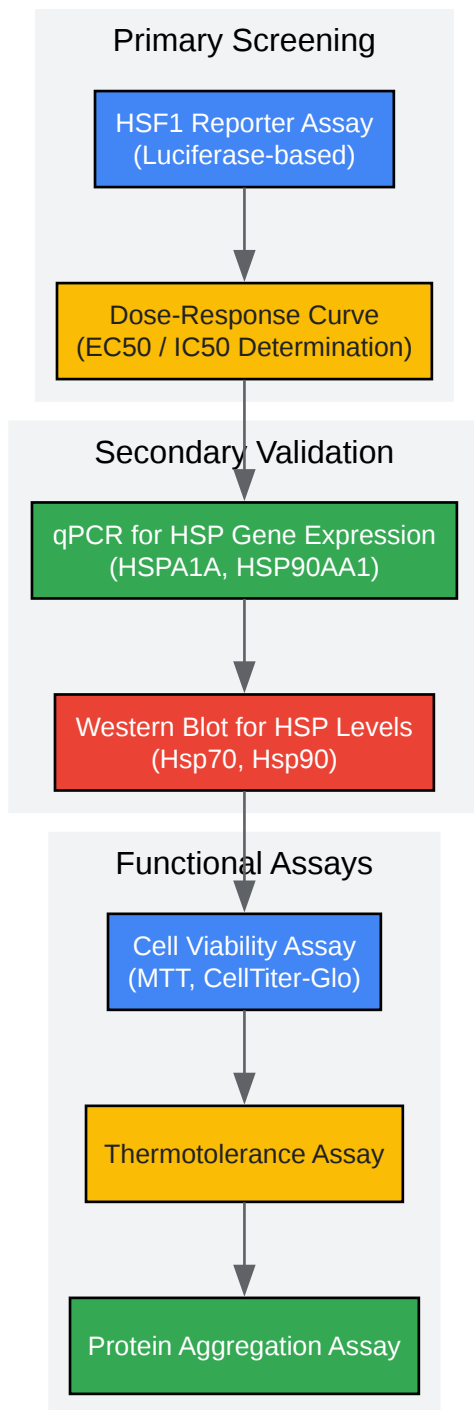 Primary Screening
HSF1 Reporter Assay
(Luciferase-based)
Dose-Response Curve
(EC50 / IC50 Determination)
Secondary Validation
qPCR for HSP Gene Expression
(HSPA1A, HSP90AA1)
Western Blot for HSP Levels
(Hsp70, Hsp90)
Functional Assays
Cell Viability Assay
(MTT, CellTiter-Glo)
Thermotolerance Assay
Protein Aggregation Assay